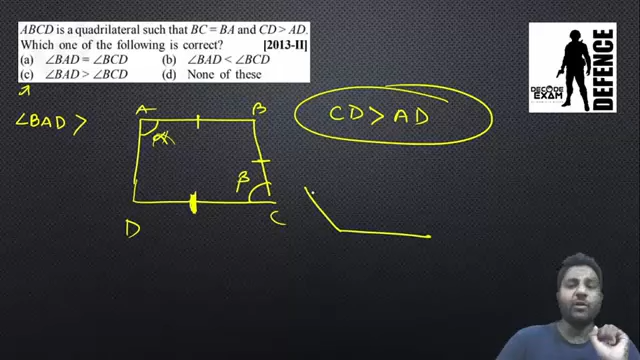 ABCD is a quadrilateral such that BC = BA and CD > AD.
Which one of the following is correct? [2013-II]
(a) ∠BAD = ∠BCD (b) ∠BAD < ∠BCD
(c) ∠BAD > ∠BCD (d) None of these
∠BAD >
A B
CD > AD
β
D C
DECODE
EXAM
DEFENCE